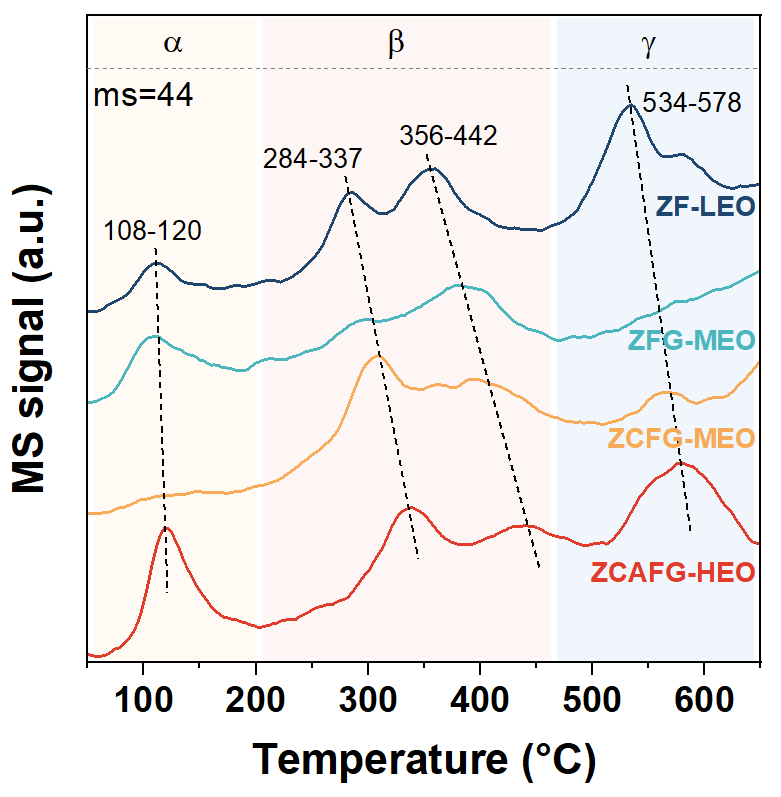 α
β
γ
ms=44
534-578
356-442
284-337
ZF-LEO
108-120
ZFG-MEO
ZCFG-MEO
ZCAFG-HEO
MS signal (a.u.)
100
200
300
400
500
600
Temperature (°C)